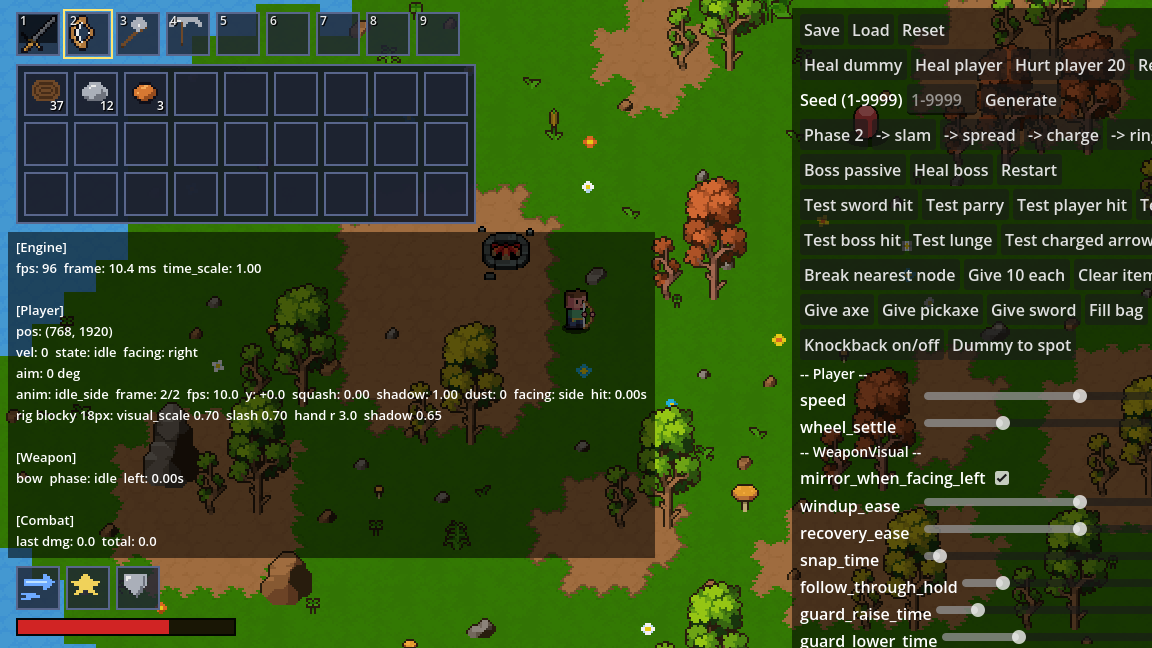 1 2 3 4 5 6 7 8 9
37 12 3
[Engine]
fps: 96 frame: 10.4 ms time_scale: 1.00
[Player]
pos: (768, 1920)
vel: 0 state: idle facing: right
aim: 0 deg
anim: idle_side frame: 2/2 fps: 10.0 y: +0.0 squash: 0.00 shadow: 1.00 dust: 0 facing: side hit: 0.00s
rig blocky 18px: visual_scale 0.70 slash 0.70 hand r 3.0 shadow 0.65
[Weapon]
bow phase: idle left: 0.00s
[Combat]
last dmg: 0.0 total: 0.0
Save Load Reset
Heal dummy Heal player Hurt player 20 Re
Seed (1-9999) 1-9999 Generate
Phase 2 -> slam -> spread -> charge -> ring
Boss passive Heal boss Restart
Test sword hit Test parry Test player hit Te
Test boss hit Test lunge Test charged arrow
Break nearest node Give 10 each Clear item
Give axe Give pickaxe Give sword Fill bag
Knockback on/off Dummy to spot
-- Player --
speed
wheel_settle
-- WeaponVisual --
mirror_when_facing_left
windup_ease
recovery_ease
snap_time
follow_through_hold
guard_raise_time
guard_lower_time